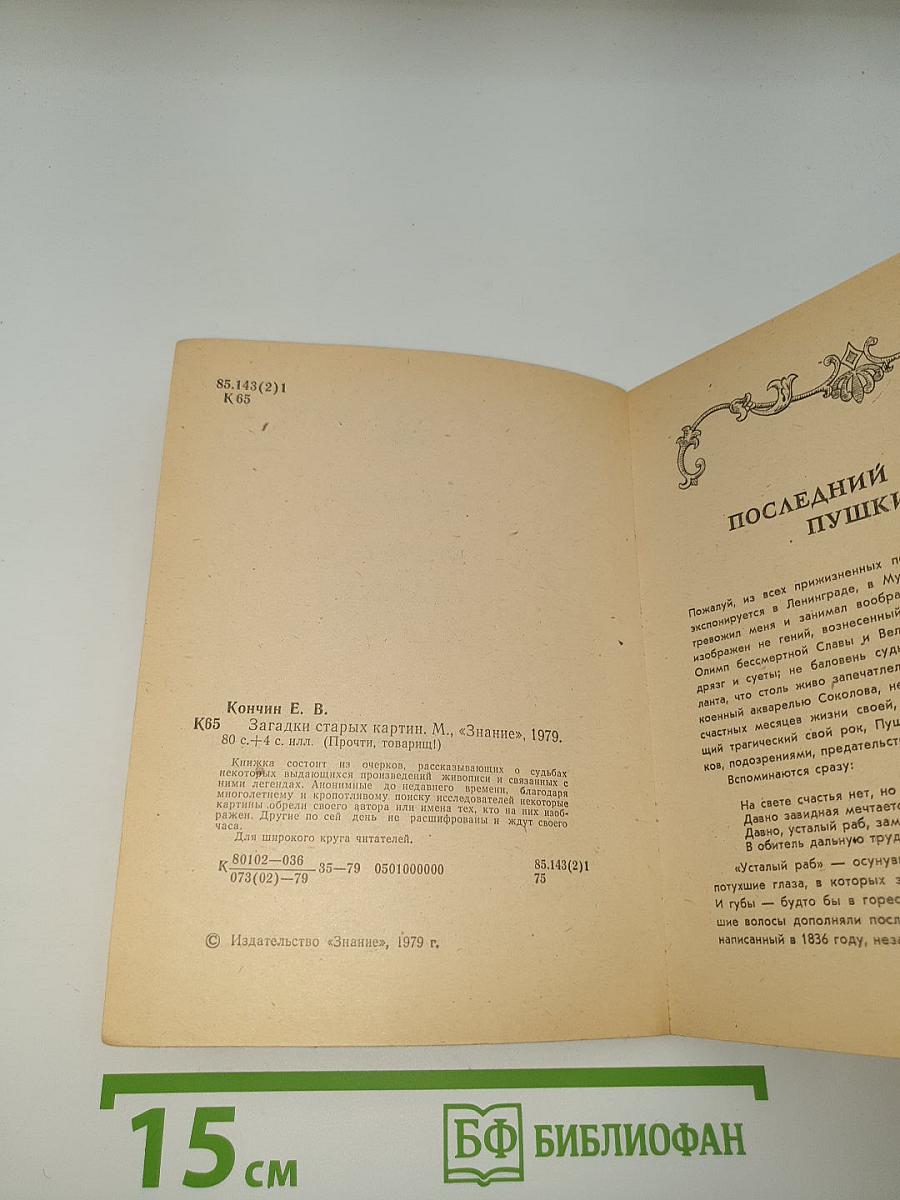 85.143(2)1
К 65
Кончин Е. В.
К65 Загадки старых картин. М., «Знание», 1979.
80 с.+4 с. илл. (Прочти, товарищ!)
Книжка состоит из очерков, рассказывающих о судьбах
некоторых выдающихся произведений живописи и связанных с
ними легендах. Анонимные до недавнего времени, благодаря
многолетнему и кропотливому поиску исследователей некоторые
картины обрели своего автора или имена тех, кто на них изоб-
ражен. Другие по сей день не расшифрованы и ждут своего
часа.
Для широкого круга читателей.
К 80102—036
073(02)—79 35—79 0501000000
85.143(2)1
75
© Издательство «Знание», 1979 г.
ПОСЛЕДНИЙ
ПУШКИ
Пожалуй, из всех прижизненных
экспонируется в Ленинграде, в Му
тревожил меня и занимал вообра
изображен не гений, вознесенный
Олимп бессмертной Славы и Вел
дрязг и суеты; не баловень судь
ланта, что столь живо запечатлел
коенный акварелью Соколова, не
счастных месяцев жизни своей,
щий трагический свой рок, Пуш
ков, подозрениями, предательств
Вспоминаются сразу:
На свете счастья нет, но
Давно завидная мечтаетс
Давно, усталый раб, зам
В обитель дальную труд
«Усталый раб» — осунув
потухшие глаза, в которых з
И губы — будто бы в горес
шие волосы дополняли посл
написанный в 1836 году, неза
15 см
БФ БИБЛИОФАН